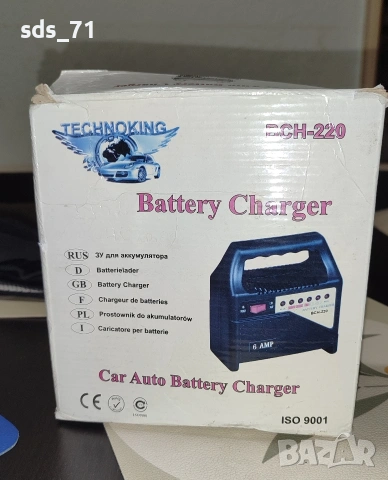 sds_71
TECHNOKING
BCH-220
Battery Charger
RUS ЗУ для аккумулятора
D Batterielader
GB Battery Charger
F Chargeur de batteries
PL Prostownik do akumulatorów
I Caricatore per batterie
BCH-220
6 AMP
Car Auto Battery Charger
CE
ISO 9001
BAZAR